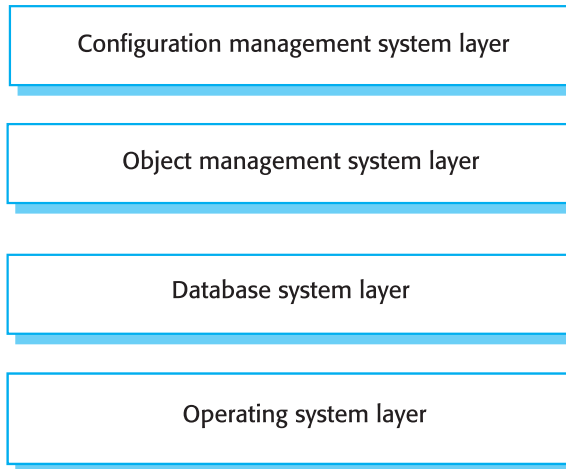 Configuration management system layer
Object management system layer
Database system layer
Operating system layer